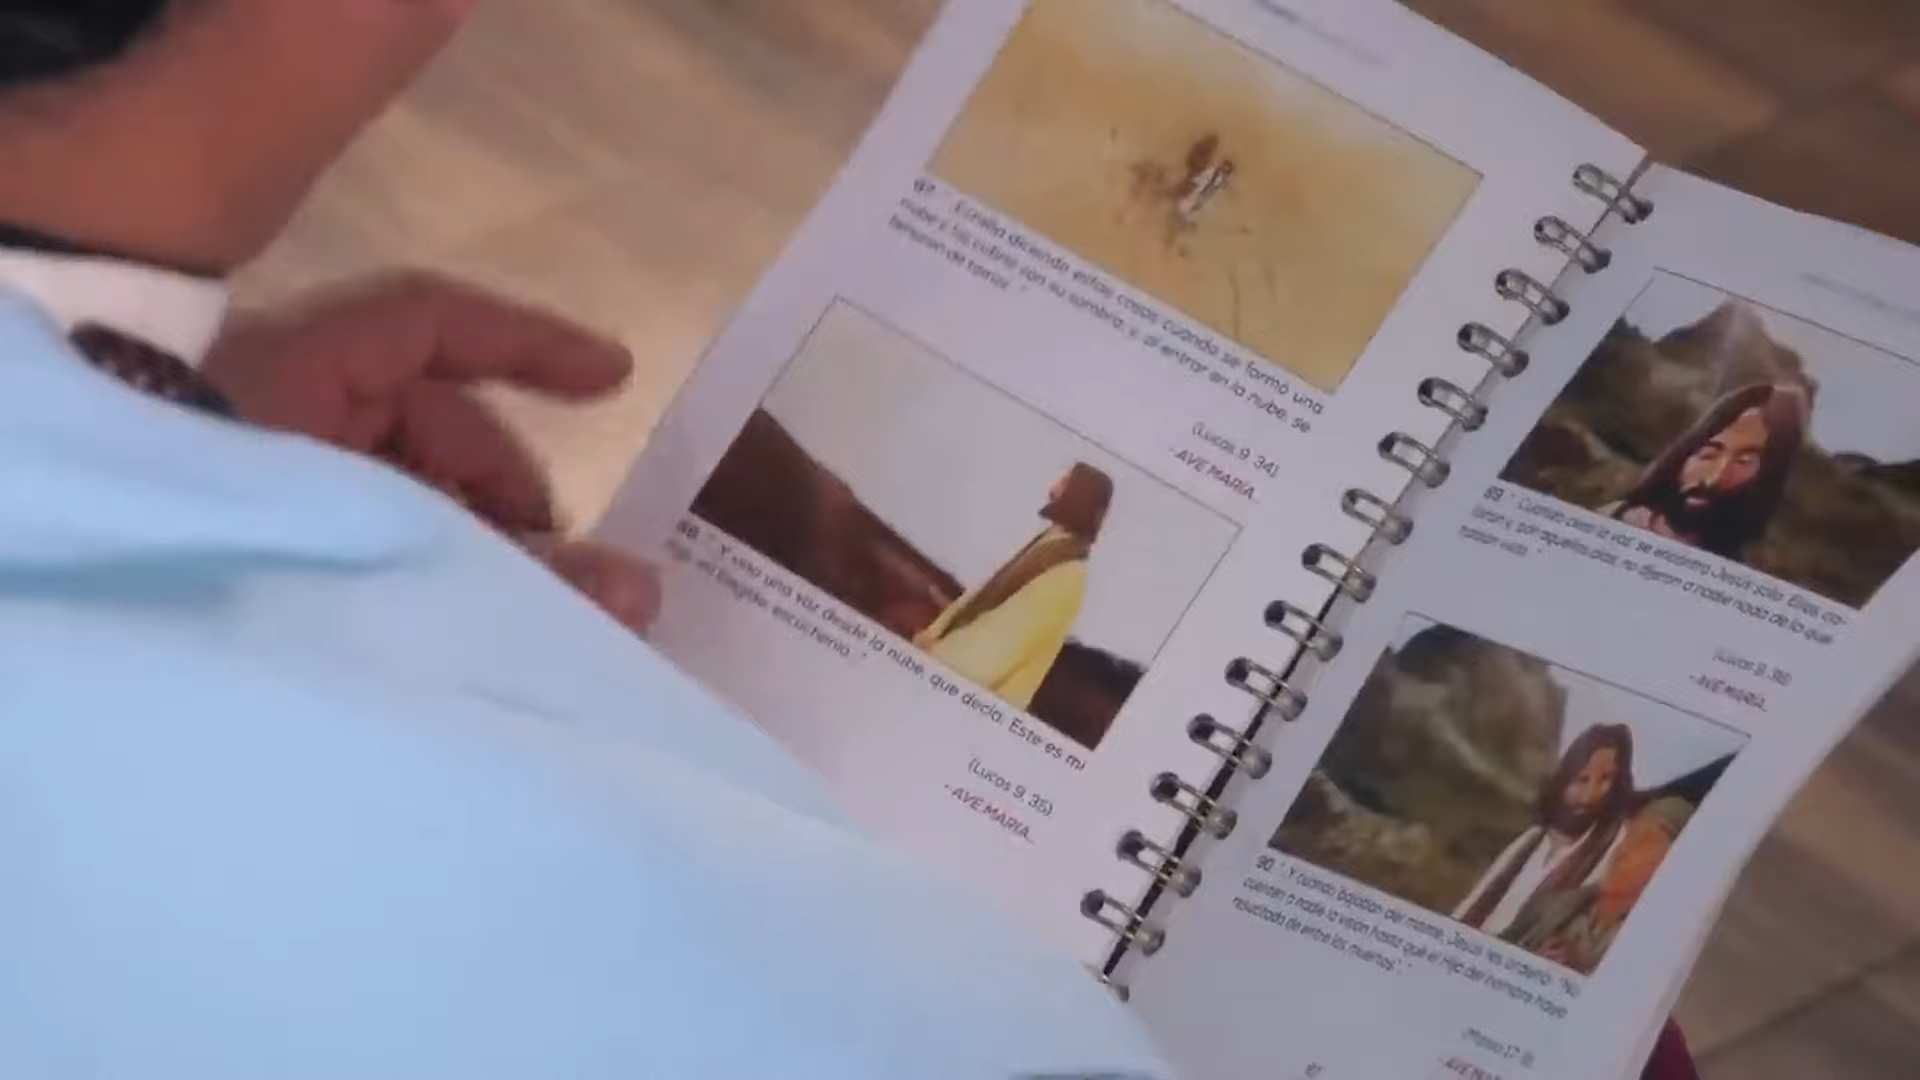 87. " Estaba diciendo estas cosas cuando se formó una
nube y los cubrió con su sombra; y, al entrar en la nube, se
llenaron de temor. "
(Lucas 9, 34)
- AVE MARÍA...
88. " Y vino una voz desde la nube, que decía: Este es mi
Hijo, mi Elegido; escuchenlo. "
(Lucas 9, 35)
- AVE MARÍA...
89. " Cuando cesó la voz, se encontró Jesús solo. Ellos ca-
llaron y, por aquellos días, no dijeron a nadie nada de lo que
habían visto. "
(Lucas 9, 36)
- AVE MARÍA...
90. " Y cuando bajaban del monte, Jesús les ordenó: "No
cuenten a nadie la visión hasta que el Hijo del hombre haya
resucitado de entre los muertos". "
(Mateo 17, 9)
- AVE